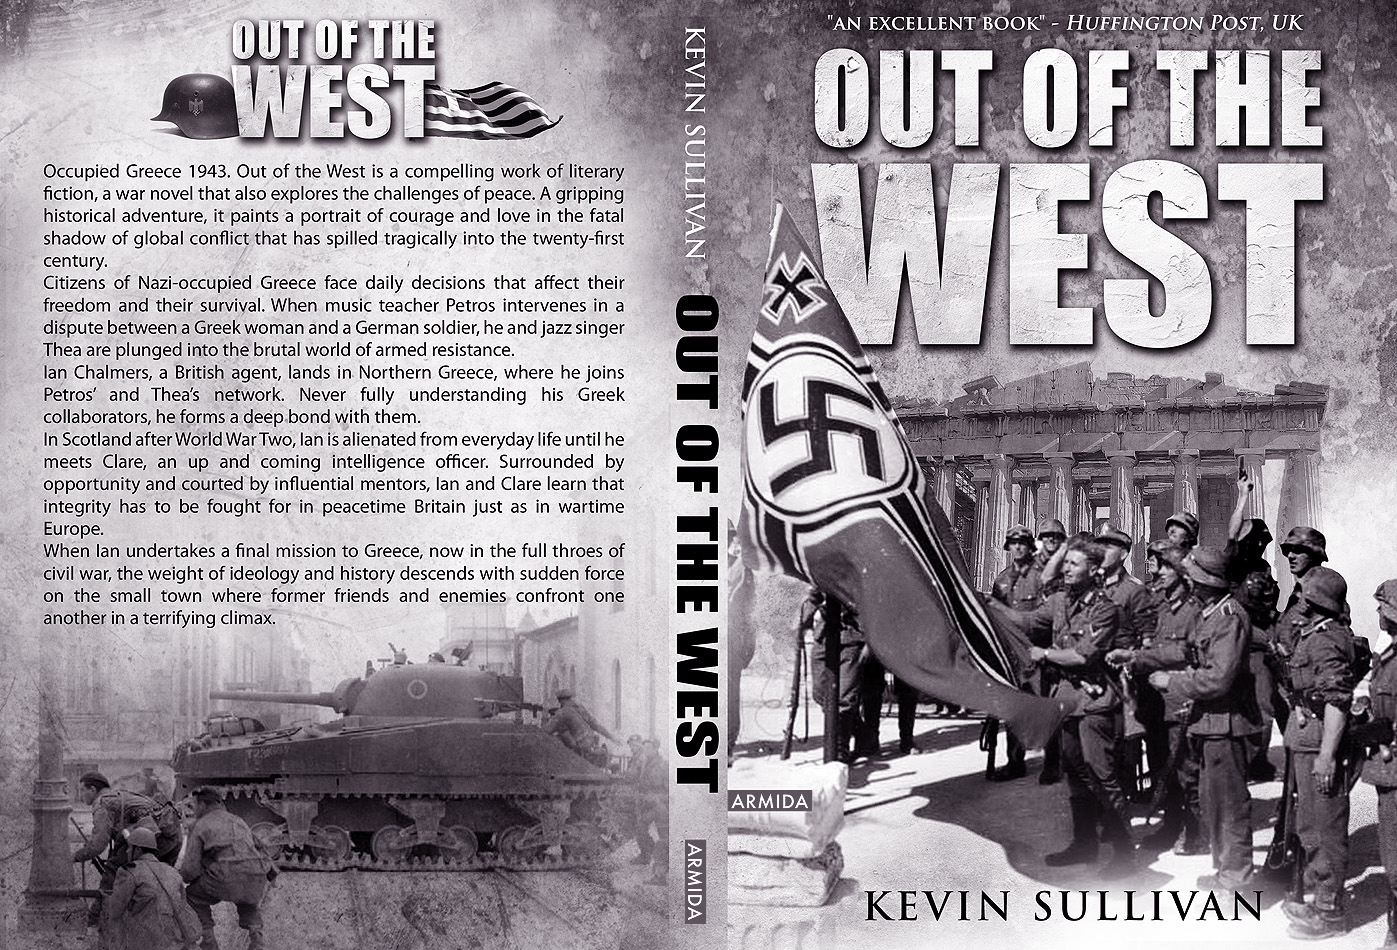 OUT OF THE
WEST
Occupied Greece 1943. Out of the West is a compelling work of literary
fiction, a war novel that also explores the challenges of peace. A gripping
historical adventure, it paints a portrait of courage and love in the fatal
shadow of global conflict that has spilled tragically into the twenty-first
century.
Citizens of Nazi-occupied Greece face daily decisions that affect their
freedom and their survival. When music teacher Petros intervenes in a
dispute between a Greek woman and a German soldier, he and jazz singer
Thea are plunged into the brutal world of armed resistance.
Ian Chalmers, a British agent, lands in Northern Greece, where he joins
Petros’ and Thea’s network. Never fully understanding his Greek
collaborators, he forms a deep bond with them.
In Scotland after World War Two, Ian is alienated from everyday life until he
meets Clare, an up and coming intelligence officer. Surrounded by
opportunity and courted by influential mentors, Ian and Clare learn that
integrity has to be fought for in peacetime Britain just as in wartime
Europe.
When Ian undertakes a final mission to Greece, now in the full throes of
civil war, the weight of ideology and history descends with sudden force
on the small town where former friends and enemies confront one
another in a terrifying climax.
KEVIN SULLIVAN
OUT OF THE WEST
ARMIDA
"AN EXCELLENT BOOK" - HUFFINGTON POST, UK
OUT OF THE
WEST
ARMIDA
KEVIN SULLIVAN